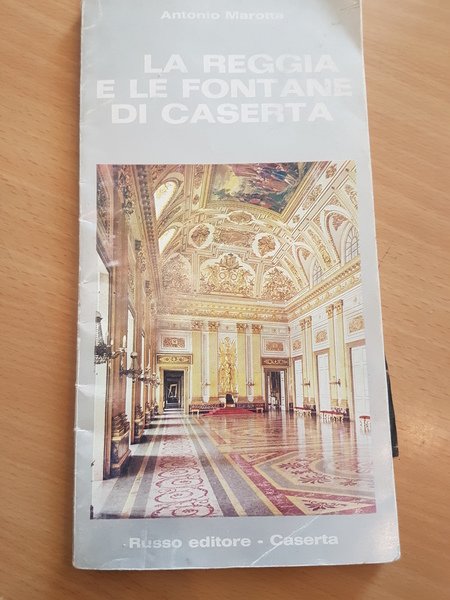 Antonio Marotta
LA REGGIA
E LE FONTANE
DI CASERTA
Russo editore - Caserta